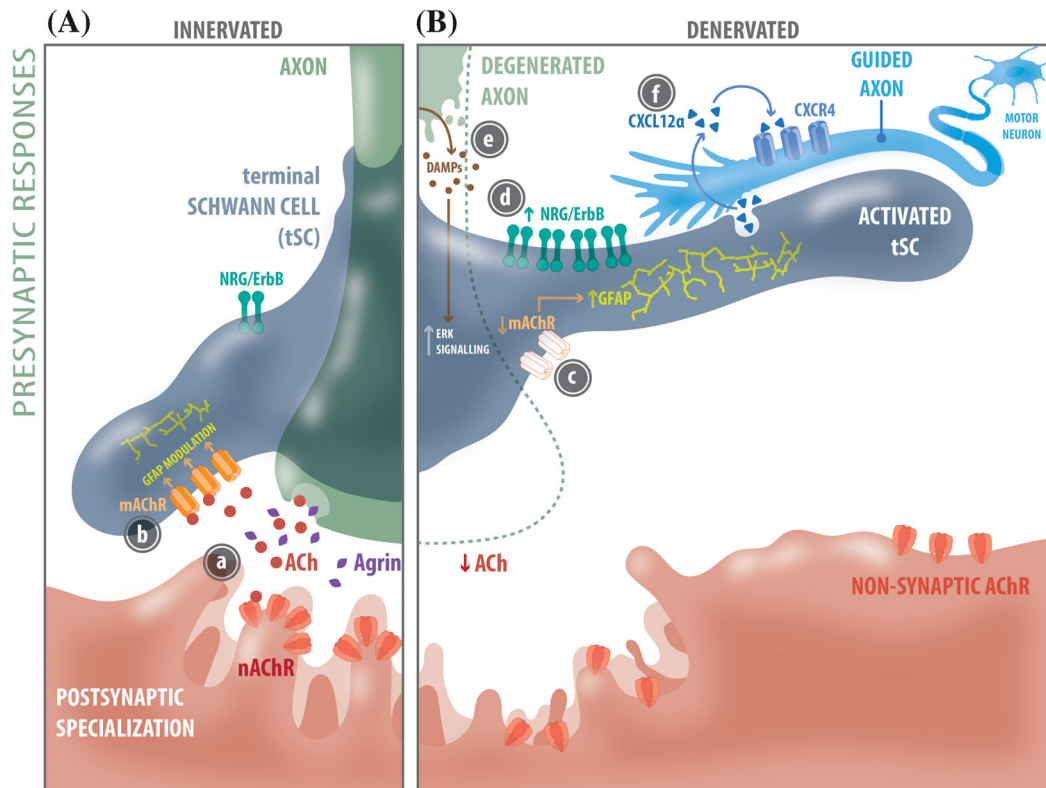 (A)
INNERVATED
PRESYNAPTIC RESPONSES
AXON
terminal
SCHWANN CELL
(tSC)
NRG/ErbB
GFAP MODULATION
mAChR
b
a
ACh
Agrin
nAChR
POSTSYNAPTIC
SPECIALIZATION
(B)
DENERVATED
DEGENERATED
AXON
f
GUIDED
AXON
CXCL12α
CXCR4
MOTOR
NEURON
e
DAMPs
d
↑ NRG/ErbB
ACTIVATED
tSC
↑GFAP
↓mAChR
↑ ERK
SIGNALLING
c
↓ ACh
NON-SYNAPTIC AChR